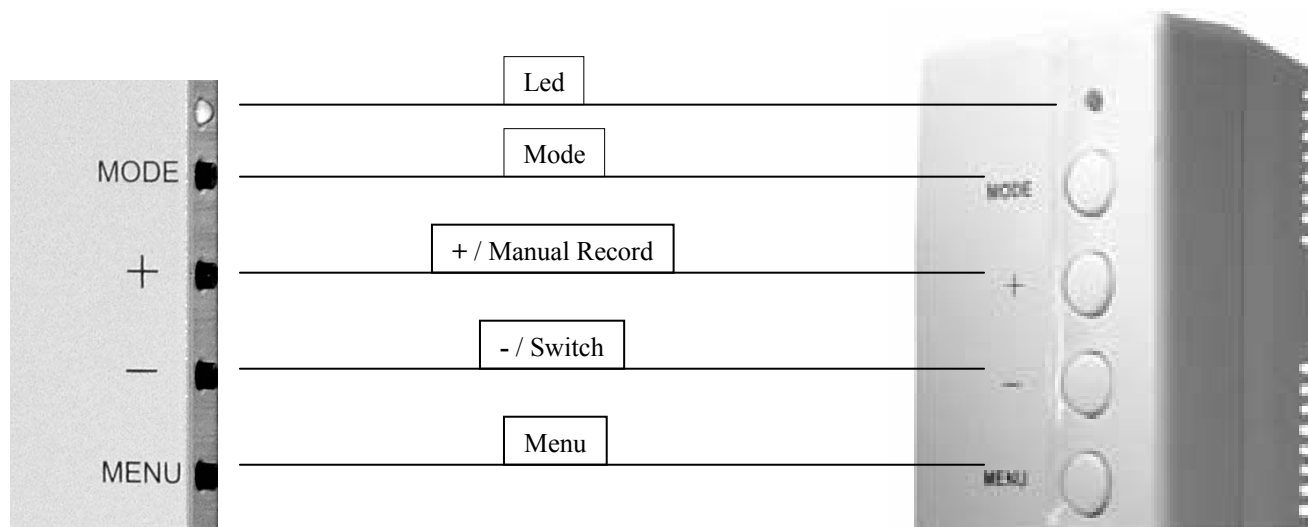 Led
Mode
MODE
MODE
+ / Manual Record
+
+
- / Switch
—
–
Menu
MENU
MENU